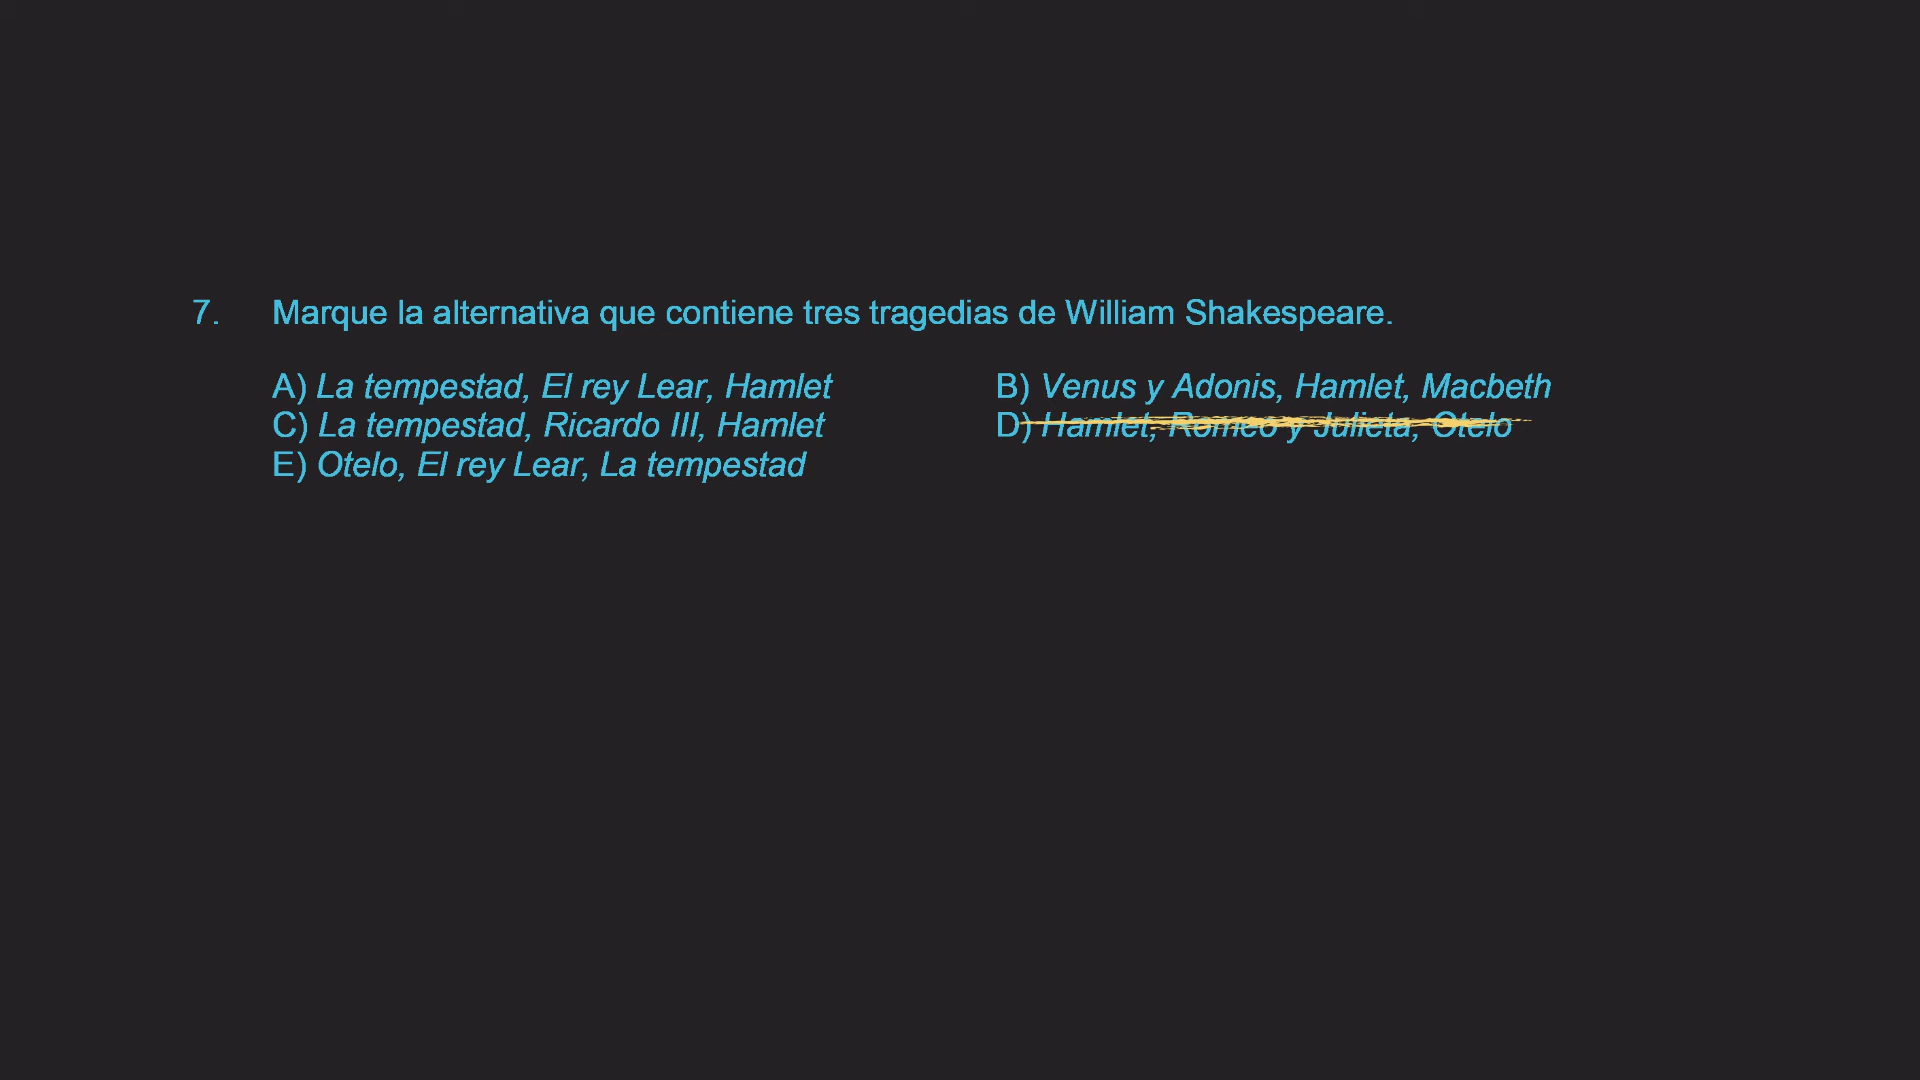 7. Marque la alternativa que contiene tres tragedias de William Shakespeare.
A) La tempestad, El rey Lear, Hamlet B) Venus y Adonis, Hamlet, Macbeth
C) La tempestad, Ricardo III, Hamlet D) Hamlet, Romeo y Julieta, Otelo
E) Otelo, El rey Lear, La tempestad